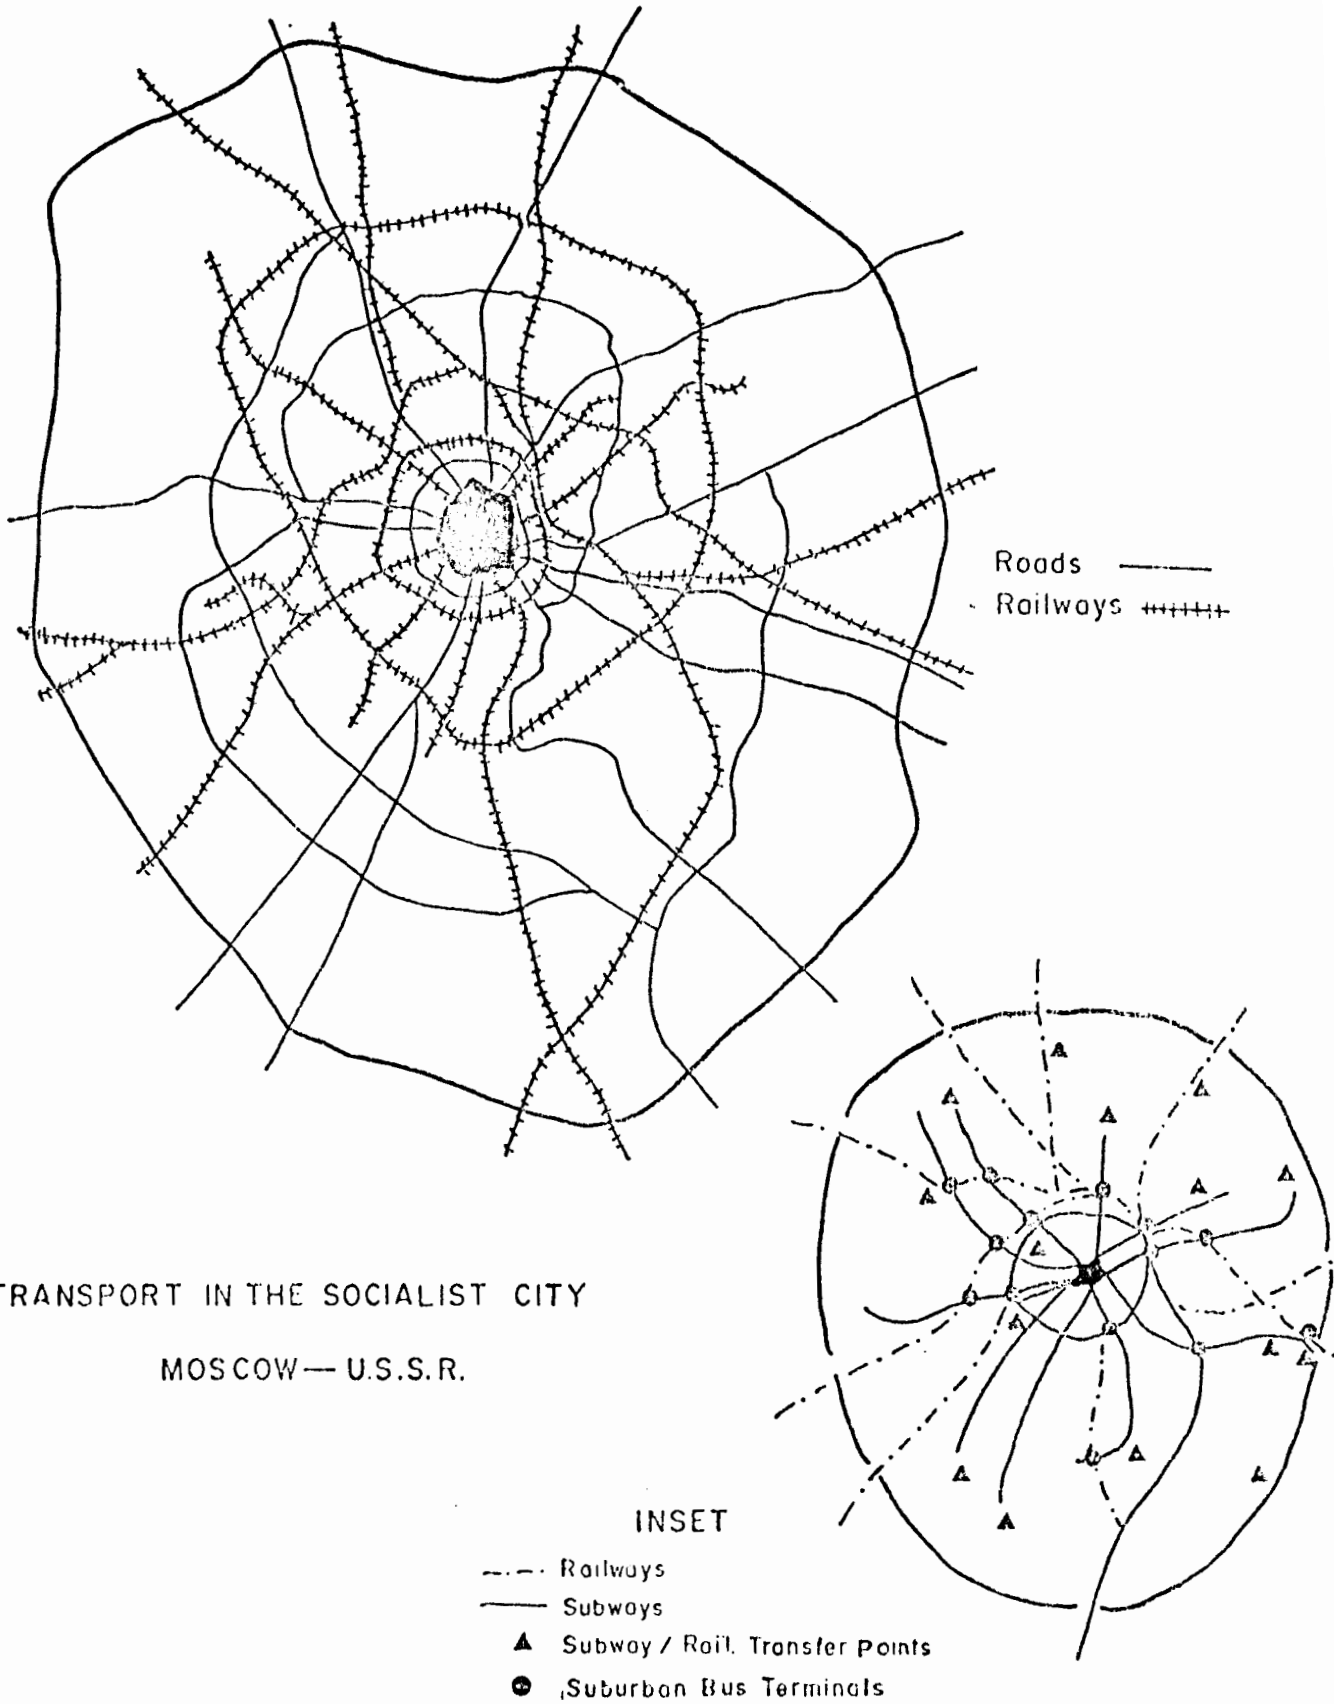 Roads
Railways
TRANSPORT IN THE SOCIALIST CITY
MOSCOW — U.S.S.R.
INSET
Railways
Subways
Subway / Rail. Transfer Points
Suburban Bus Terminals